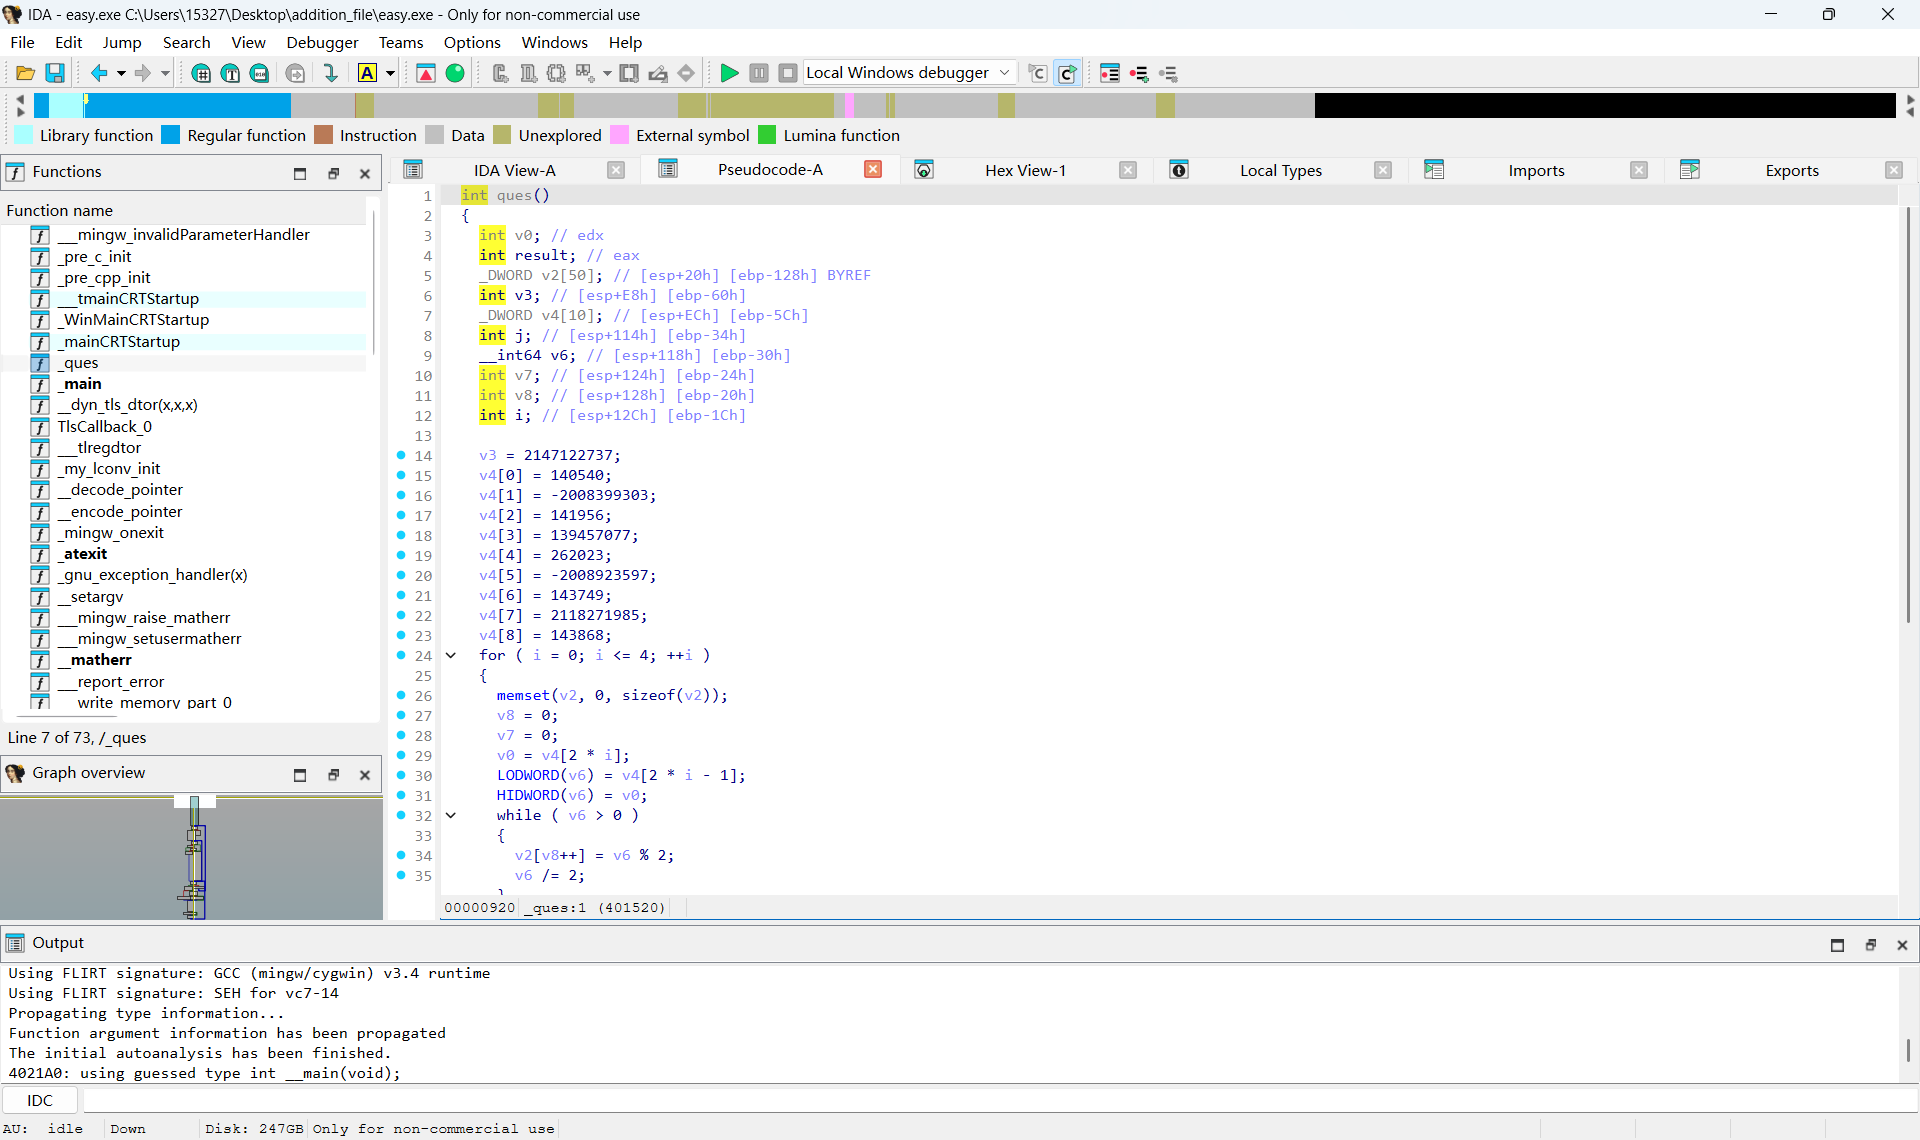 IDA - easy.exe C:\Users\15327\Desktop\addition_file\easy.exe - Only for non-commercial use
File Edit Jump Search View Debugger Teams Options Windows Help
Local Windows debugger
Library function Regular function Instruction Data Unexplored External symbol Lumina function
Functions
Function name
__mingw_invalidParameterHandler
_pre_c_init
_pre_cpp_init
___tmainCRTStartup
_WinMainCRTStartup
_mainCRTStartup
_ques
_main
__dyn_tls_dtor(x,x,x)
TlsCallback_0
___tlregdtor
_my_lconv_init
__decode_pointer
__encode_pointer
_mingw_onexit
_atexit
_gnu_exception_handler(x)
__setargv
___mingw_raise_matherr
___mingw_setusermatherr
__matherr
___report_error
write memory part 0
Line 7 of 73, /_ques
Graph overview
IDA View-A Pseudocode-A Hex View-1 Local Types Imports Exports
1 int ques()
2 {
3 int v0; // edx
4 int result; // eax
5 _DWORD v2[50]; // [esp+20h] [ebp-128h] BYREF
6 int v3; // [esp+E8h] [ebp-60h]
7 _DWORD v4[10]; // [esp+ECh] [ebp-5Ch]
8 int j; // [esp+114h] [ebp-34h]
9 __int64 v6; // [esp+118h] [ebp-30h]
10 int v7; // [esp+124h] [ebp-24h]
11 int v8; // [esp+128h] [ebp-20h]
12 int i; // [esp+12Ch] [ebp-1Ch]
13
14 v3 = 2147122737;
15 v4[0] = 140540;
16 v4[1] = -2008399303;
17 v4[2] = 141956;
18 v4[3] = 139457077;
19 v4[4] = 262023;
20 v4[5] = -2008923597;
21 v4[6] = 143749;
22 v4[7] = 2118271985;
23 v4[8] = 143868;
24 for ( i = 0; i <= 4; ++i )
25 {
26 memset(v2, 0, sizeof(v2));
27 v8 = 0;
28 v7 = 0;
29 v0 = v4[2 * i];
30 LODWORD(v6) = v4[2 * i - 1];
31 HIDWORD(v6) = v0;
32 while ( v6 > 0 )
33 {
34 v2[v8++] = v6 % 2;
35 v6 /= 2;
}
00000920 _ques:1 (401520)
Output
Using FLIRT signature: GCC (mingw/cygwin) v3.4 runtime
Using FLIRT signature: SEH for vc7-14
Propagating type information...
Function argument information has been propagated
The initial autoanalysis has been finished.
4021A0: using guessed type int __main(void);
IDC
AU: idle Down Disk: 247GB Only for non-commercial use